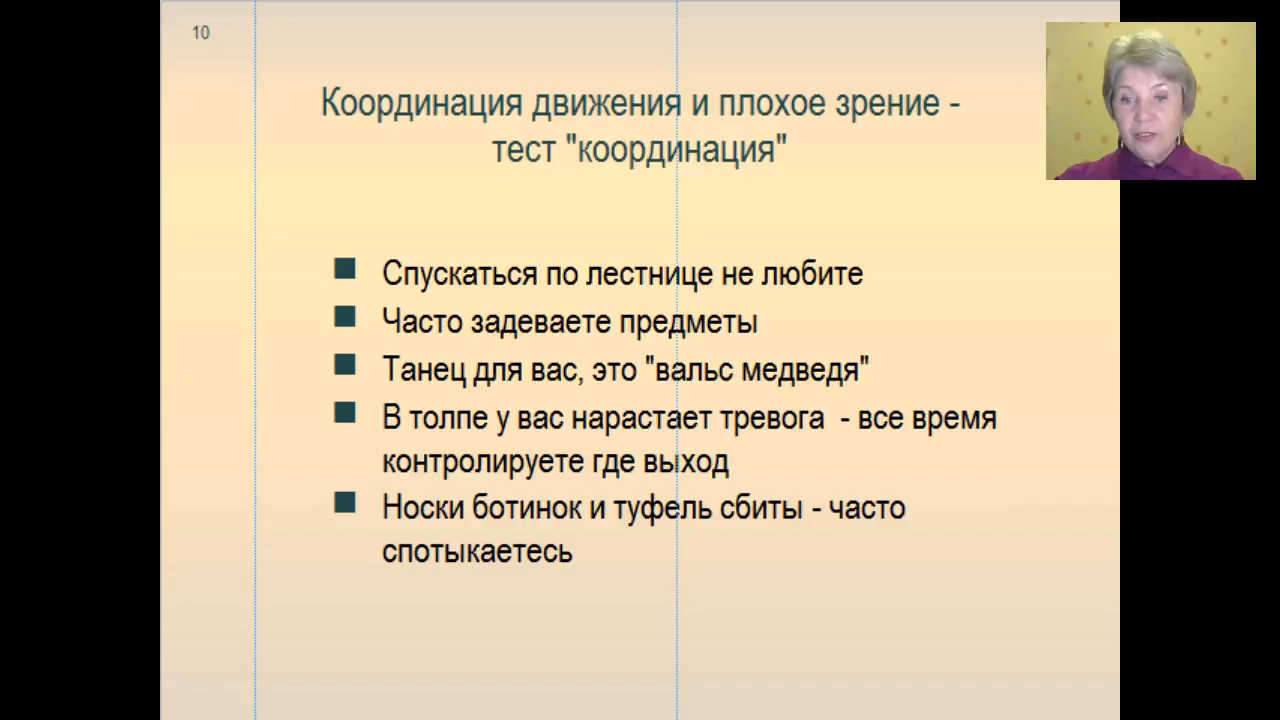 10
Координация движения и плохое зрение -
тест "координация"
Спускаться по лестнице не любите
Часто задеваете предметы
Танец для вас, это "вальс медведя"
В толпе у вас нарастает тревога - все время
контролируете где выход
Носки ботинок и туфель сбиты - часто
спотыкаетесь